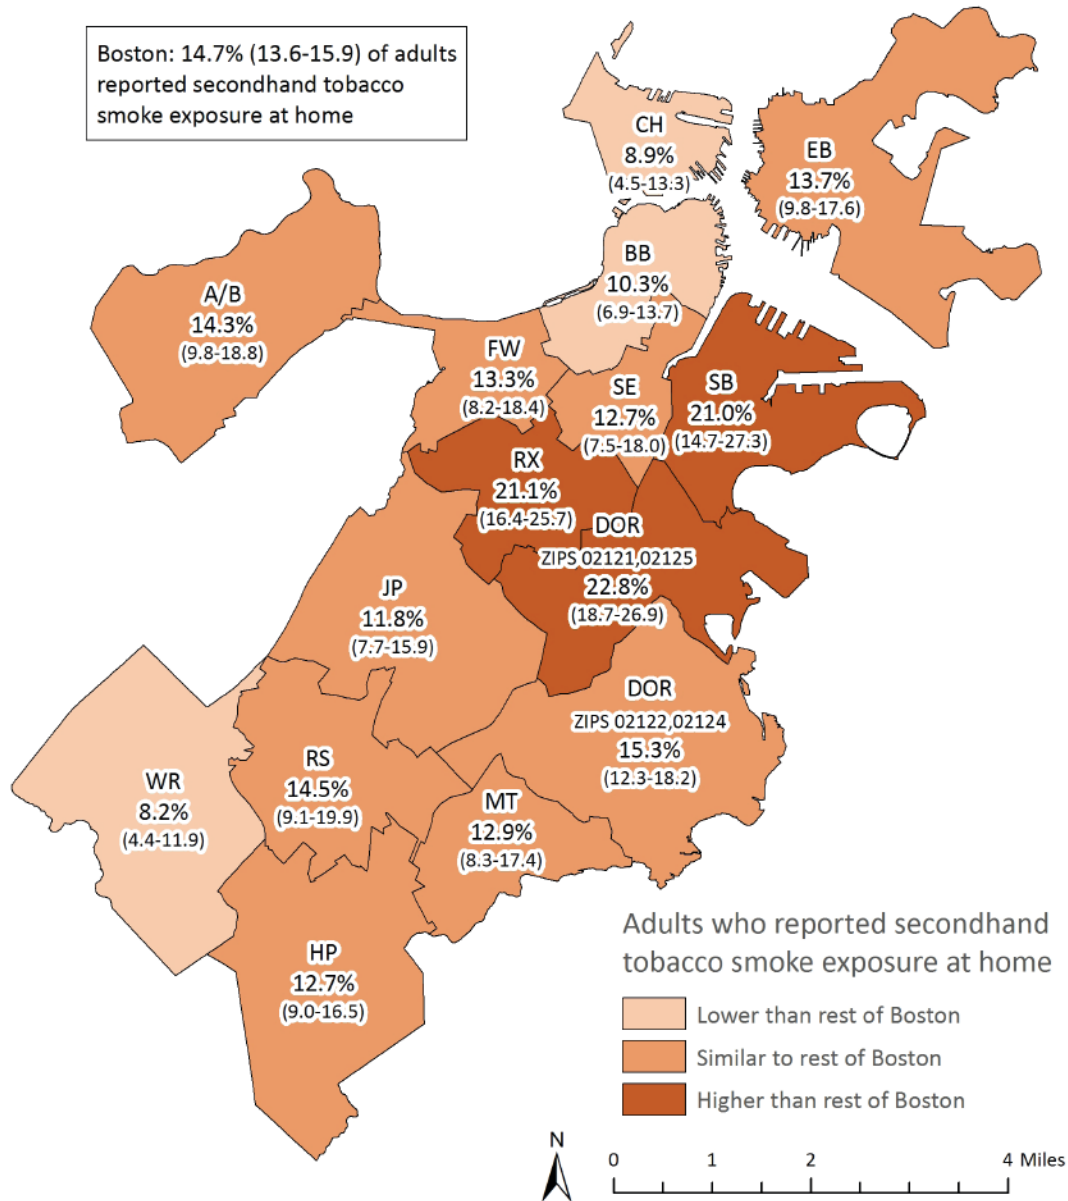 Boston: 14.7% (13.6-15.9) of adults
reported secondhand tobacco
smoke exposure at home
CH
8.9%
(4.5-13.3)
EB
13.7%
(9.8-17.6)
BB
10.3%
(6.9-13.7)
A/B
14.3%
(9.8-18.8)
FW
13.3%
(8.2-18.4)
SE
12.7%
(7.5-18.0)
SB
21.0%
(14.7-27.3)
RX
21.1%
(16.4-25.7)
DOR
ZIPS 02121,02125
22.8%
(18.7-26.9)
JP
11.8%
(7.7-15.9)
DOR
ZIPS 02122,02124
15.3%
(12.3-18.2)
RS
14.5%
(9.1-19.9)
WR
8.2%
(4.4-11.9)
MT
12.9%
(8.3-17.4)
HP
12.7%
(9.0-16.5)
Adults who reported secondhand
tobacco smoke exposure at home
Lower than rest of Boston
Similar to rest of Boston
Higher than rest of Boston
N
0 1 2 4 Miles